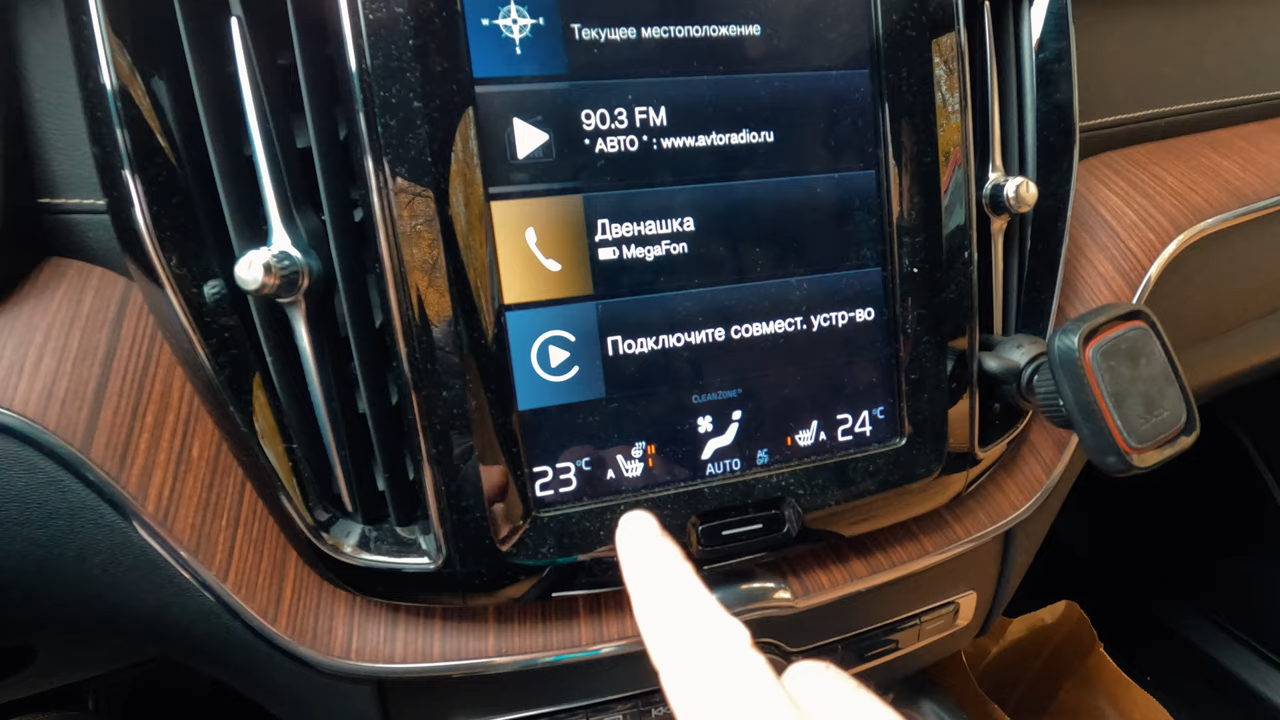 W E
S
Текущее местоположение
90.3 FM
* АВТО * : www.avtoradio.ru
Двенашка
MegaFon
Подключите совмест. устр-во
CLEANZONE®
23°C A AUTO AC OFF A 24°C